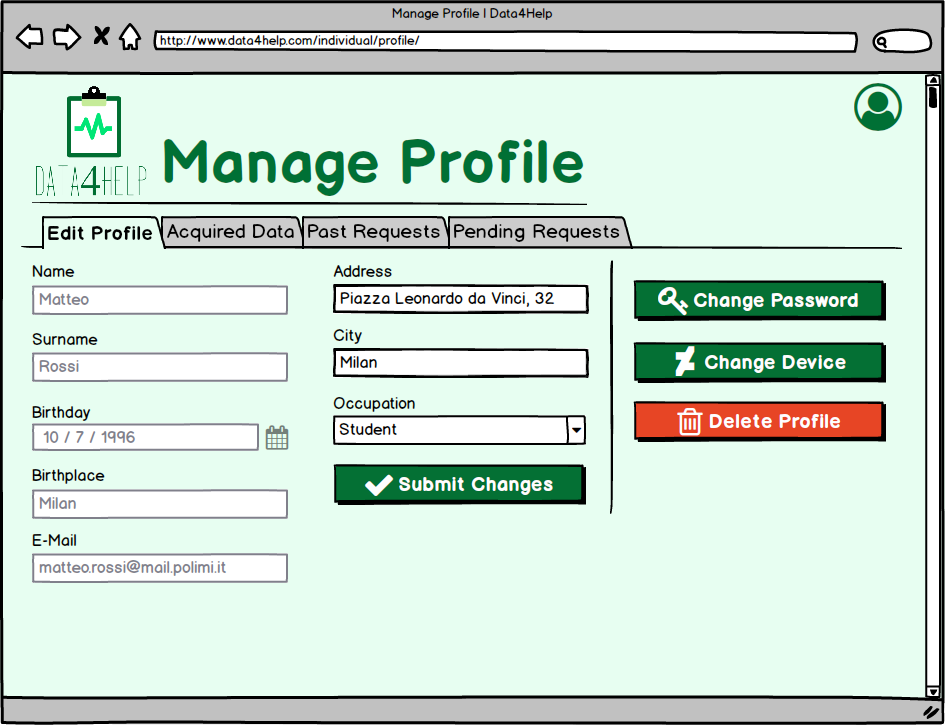 Manage Profile | Data4Help
http://www.data4help.com/individual/profile/
DATA4HELP
Manage Profile
Edit Profile
Acquired Data
Past Requests
Pending Requests
Name
Matteo
Surname
Rossi
Birthday
10 / 7 / 1996
Birthplace
Milan
E-Mail
matteo.rossi@mail.polimi.it
Address
Piazza Leonardo da Vinci, 32
City
Milan
Occupation
Student
Submit Changes
Change Password
Change Device
Delete Profile